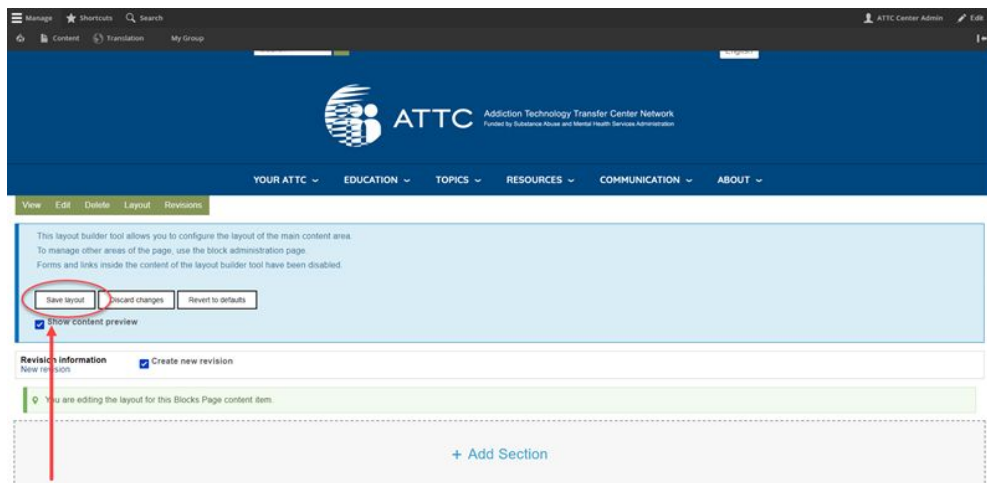 Manage Shortcuts Search ATTC Center Admin Edit
Content Translation My Group
English
ATTC Addiction Technology Transfer Center Network
Funded by Substance Abuse and Mental Health Services Administration
YOUR ATTC EDUCATION TOPICS RESOURCES COMMUNICATION ABOUT
View Edit Delete Layout Revisions
This layout builder tool allows you to configure the layout of the main content area.
To manage other areas of the page, use the block administration page.
Forms and links inside the content of the layout builder tool have been disabled.
Save layout Discard changes Revert to defaults
Show content preview
Revision information Create new revision
New revision
You are editing the layout for this Blocks Page content item.
+ Add Section